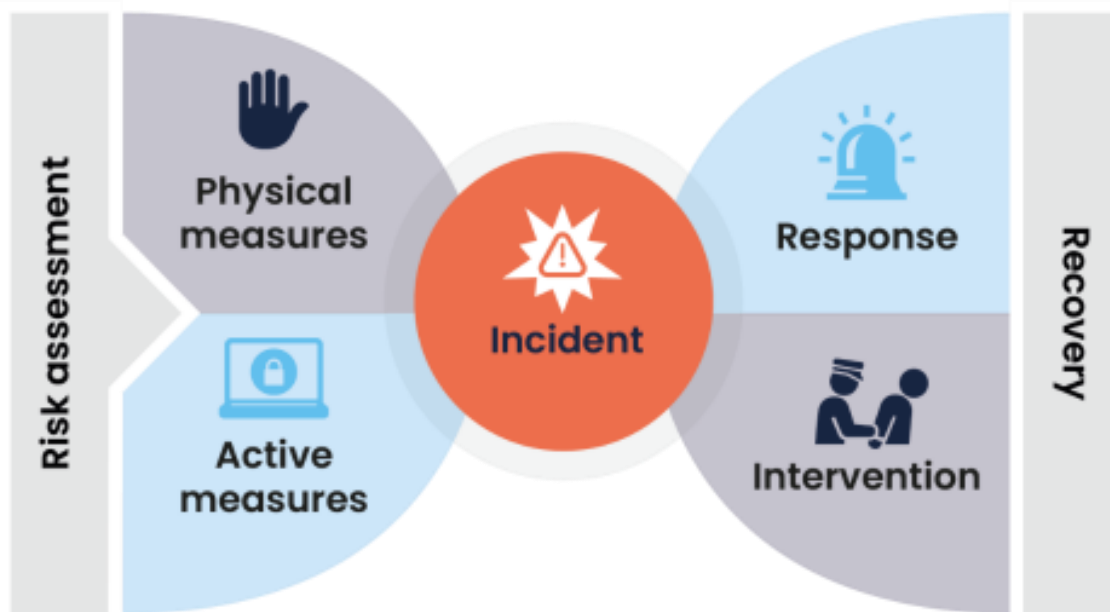 Risk assessment
Physical
measures
Active
measures
!
Incident
Response
Intervention
Recovery